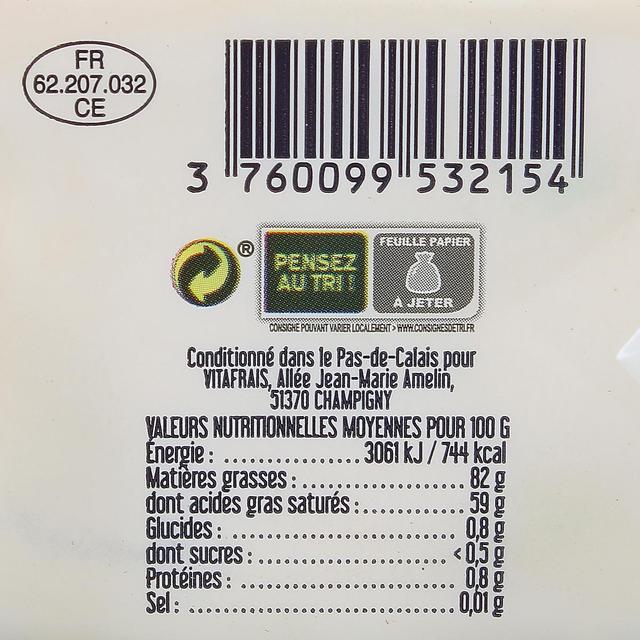 FR
62.207.032
CE
3 760099 532154
®
PENSEZ
AU TRI !
FEUILLE PAPIER
À JETER
CONSIGNE POUVANT VARIER LOCALEMENT > WWW.CONSIGNESDETRI.FR
Conditionné dans le Pas-de-Calais pour
VITAFRAIS, Allée Jean-Marie Amelin,
51370 CHAMPIGNY
VALEURS NUTRITIONNELLES MOYENNES POUR 100 G
Énergie : .......................... 3061 kJ / 744 kcal
Matières grasses : .............................. 82 g
dont acides gras saturés : .................... 59 g
Glucides : .......................................... 0,8 g
dont sucres : .................................... < 0,5 g
Protéines : ........................................ 0,8 g
Sel : ................................................ 0,01 g